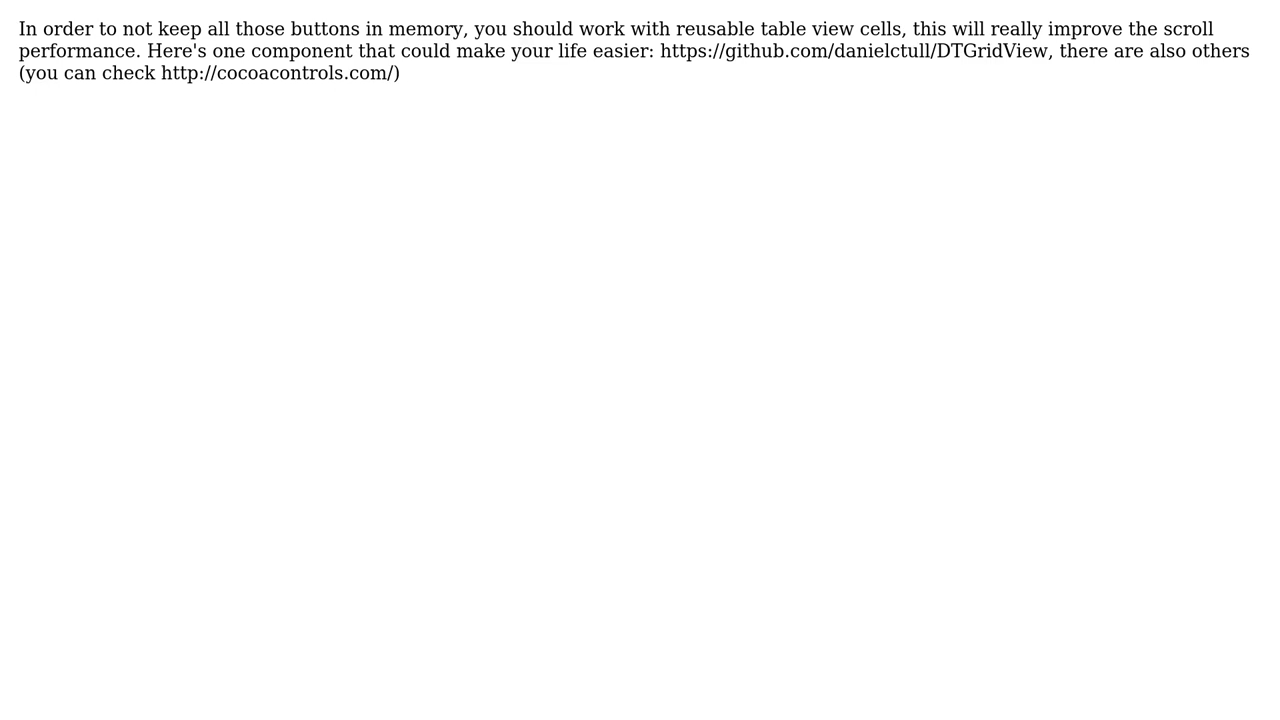 In order to not keep all those buttons in memory, you should work with reusable table view cells, this will really improve the scroll
performance. Here's one component that could make your life easier: https://github.com/danielctull/DTGridView, there are also others
(you can check http://cocoacontrols.com/)